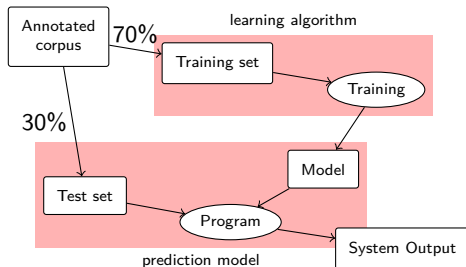 Annotated
corpus
learning algorithm
70%
Training set
Training
30%
Model
Test set
Program
System Output
prediction model